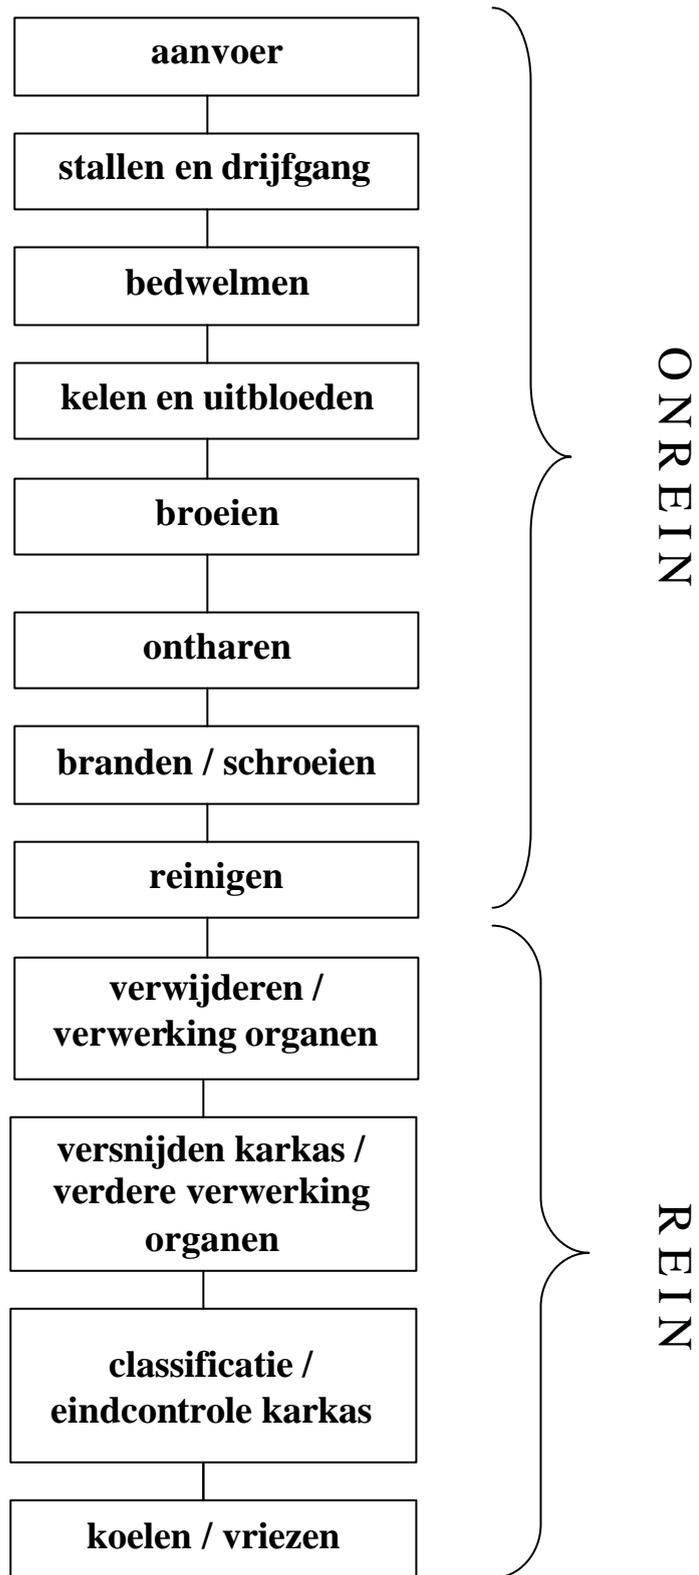 aanvoer
stallen en drijfgang
bedwelmen
kelen en uitbloeden
broeien
ontharen
branden / schroeien
reinigen
ONREIN
verwijderen /
verwerking organen
versnijden karkas /
verdere verwerking
organen
classificatie /
eindcontrole karkas
koelen / vriezen
REIN